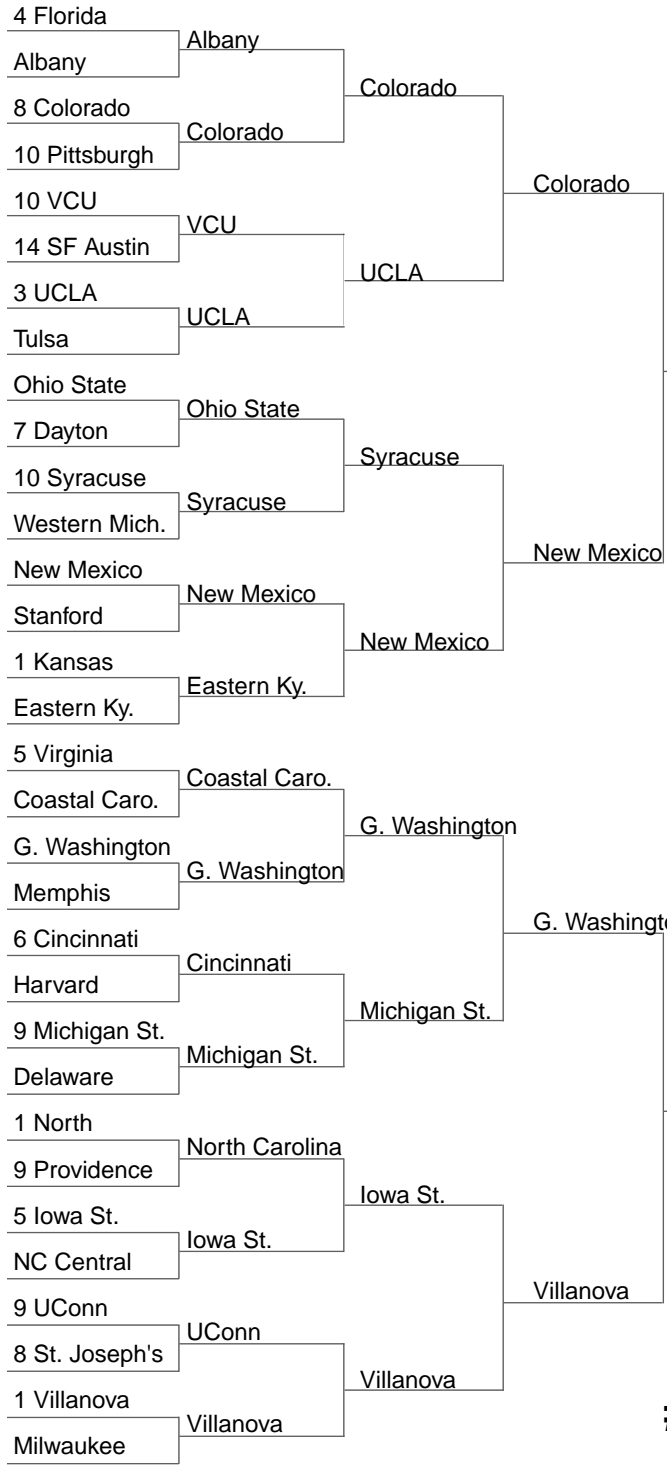 4 Florida
Albany
8 Colorado
10 Pittsburgh
10 VCU
14 SF Austin
3 UCLA
Tulsa
Ohio State
7 Dayton
10 Syracuse
Western Mich.
New Mexico
Stanford
1 Kansas
Eastern Ky.
5 Virginia
Coastal Caro.
G. Washington
Memphis
6 Cincinnati
Harvard
9 Michigan St.
Delaware
1 North
9 Providence
5 Iowa St.
NC Central
9 UConn
8 St. Joseph's
1 Villanova
Milwaukee
Albany
Colorado
VCU
UCLA
Ohio State
Syracuse
New Mexico
Eastern Ky.
Coastal Caro.
G. Washington
Cincinnati
Michigan St.
North Carolina
Iowa St.
UConn
Villanova
Colorado
UCLA
Syracuse
New Mexico
G. Washington
Michigan St.
Iowa St.
Villanova
Colorado
New Mexico
G. Washingt
Villanova